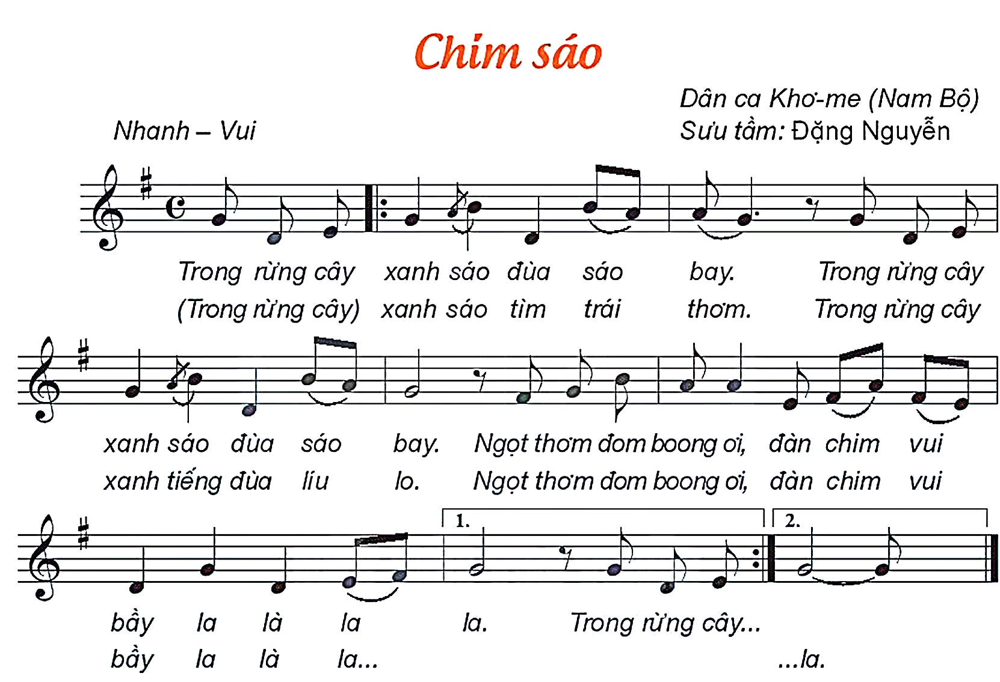 Chim sáo
Dân ca Khơ-me (Nam Bộ)
Nhanh – Vui
Sưu tầm: Đặng Nguyễn
Trong rừng cây xanh sáo đùa sáo bay. Trong rừng cây
(Trong rừng cây) xanh sáo tìm trái thơm. Trong rừng cây
xanh sáo đùa sáo bay. Ngọt thơm đom boong ơi, đàn chim vui
xanh tiếng đùa líu lo. Ngọt thơm đom boong ơi, đàn chim vui
1. 2.
bầy la là la la. Trong rừng cây...
bầy la là la... ...la.